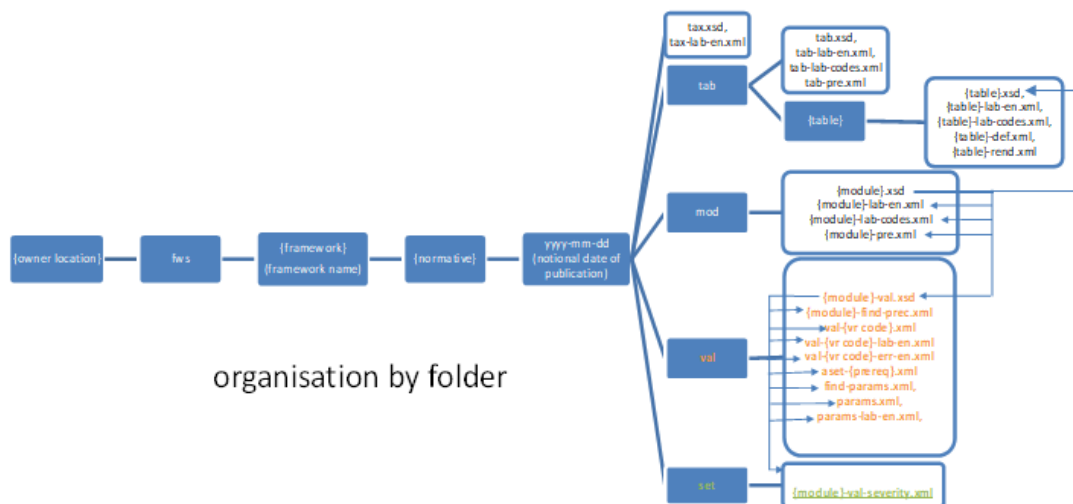 tax.xsd,
tax-lab-en.xml
tab.xsd,
tab-lab-en.xml,
tab-lab-codes.xml
tab-pre.xml
tab
{table}
{table}.xsd,
{table}-lab-en.xml,
{table}-lab-codes.xml,
{table}-def.xml,
{table}-rend.xml
mod
{module}.xsd
{module}-lab-en.xml
{module}-lab-codes.xml
{module}-pre.xml
{owner location}
fws
{framework}
(framework name)
{normative}
yyyy-mm-dd
(notional date of
publication)
val
{module}-val.xsd
{module}-find-prec.xml
val-{vr code}.xml
val-{vr code}-lab-en.xml
val-{vr code}-err-en.xml
aset-{prereq}.xml
find-params.xml,
params.xml,
params-lab-en.xml,
organisation by folder
set
{module}-val-severity.xml